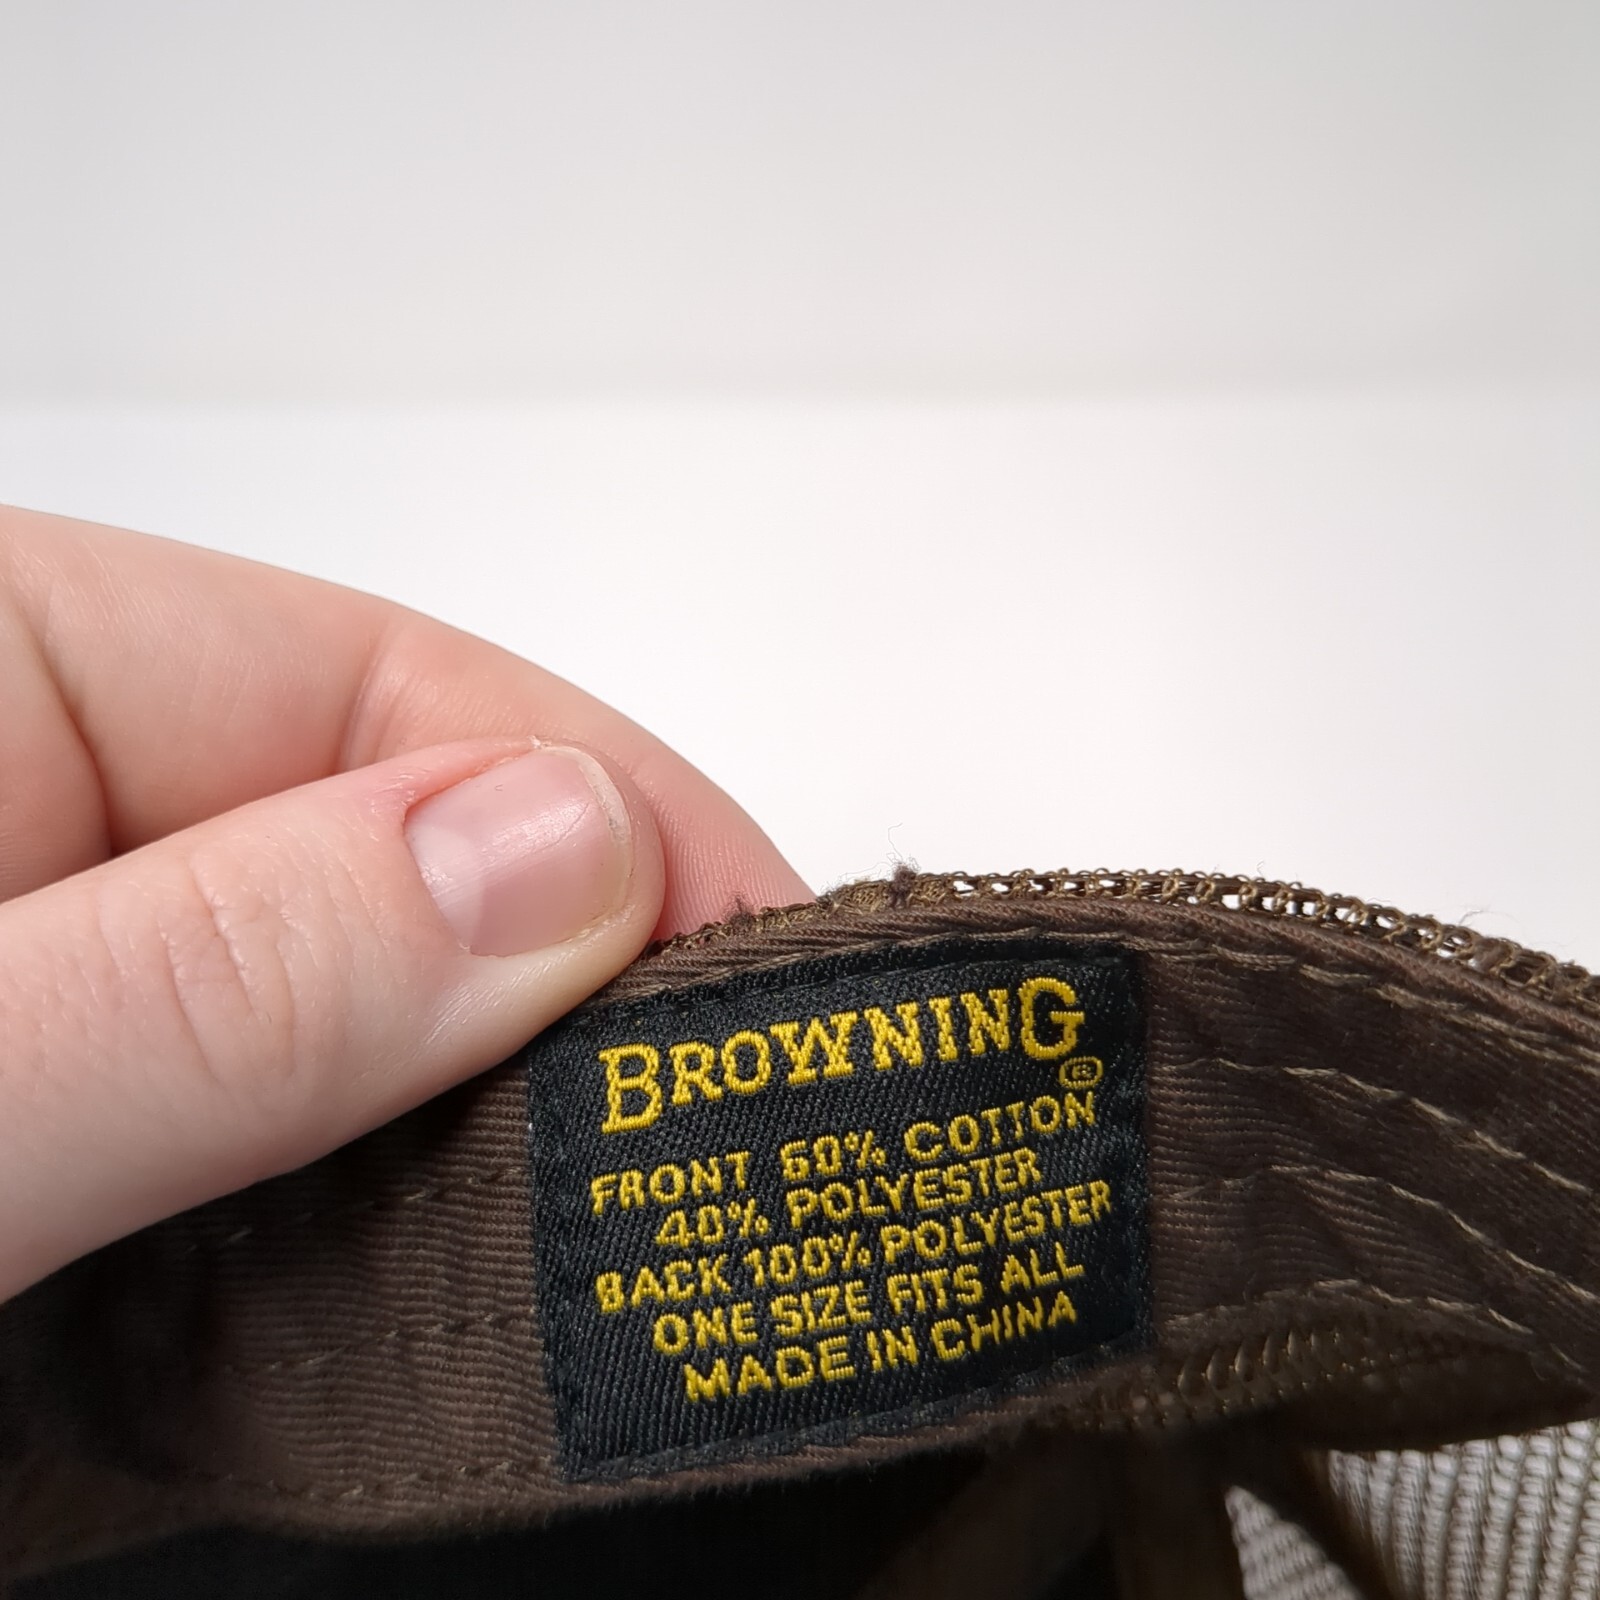 BROWNING
®
FRONT 60% COTTON
40% POLYESTER
BACK 100% POLYESTER
ONE SIZE FITS ALL
MADE IN CHINA